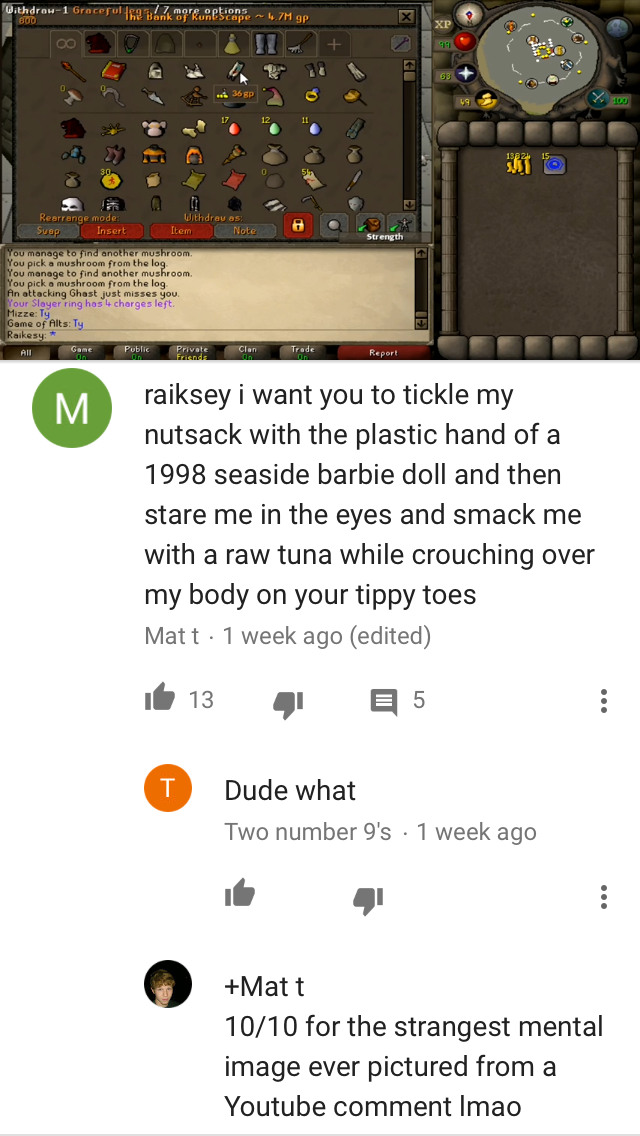 Withdraw-1 Graceful legs / 7 more options
The Bank of RuneScape ~ 4.7M gp
800
XP
99
63
49
100
0
0
36gp
17
12
11
30
0
13824
15
Rearrange mode:
Withdraw as:
Swap
Insert
Item
Note
Strength
You manage to find another mushroom.
You pick a mushroom from the log.
You manage to find another mushroom.
You pick a mushroom from the log.
An attacking Ghast just misses you.
Your Slayer ring has 4 charges left.
Mizze: Ty
Game of Alts: Ty
Raikesy: *
All
Game
On
Public
On
Private
Friends
Clan
On
Trade
On
Report
M
raiksey i want you to tickle my
nutsack with the plastic hand of a
1998 seaside barbie doll and then
stare me in the eyes and smack me
with a raw tuna while crouching over
my body on your tippy toes
Mat t · 1 week ago (edited)
13
5
T
Dude what
Two number 9's · 1 week ago
+Mat t
10/10 for the strangest mental
image ever pictured from a
Youtube comment lmao